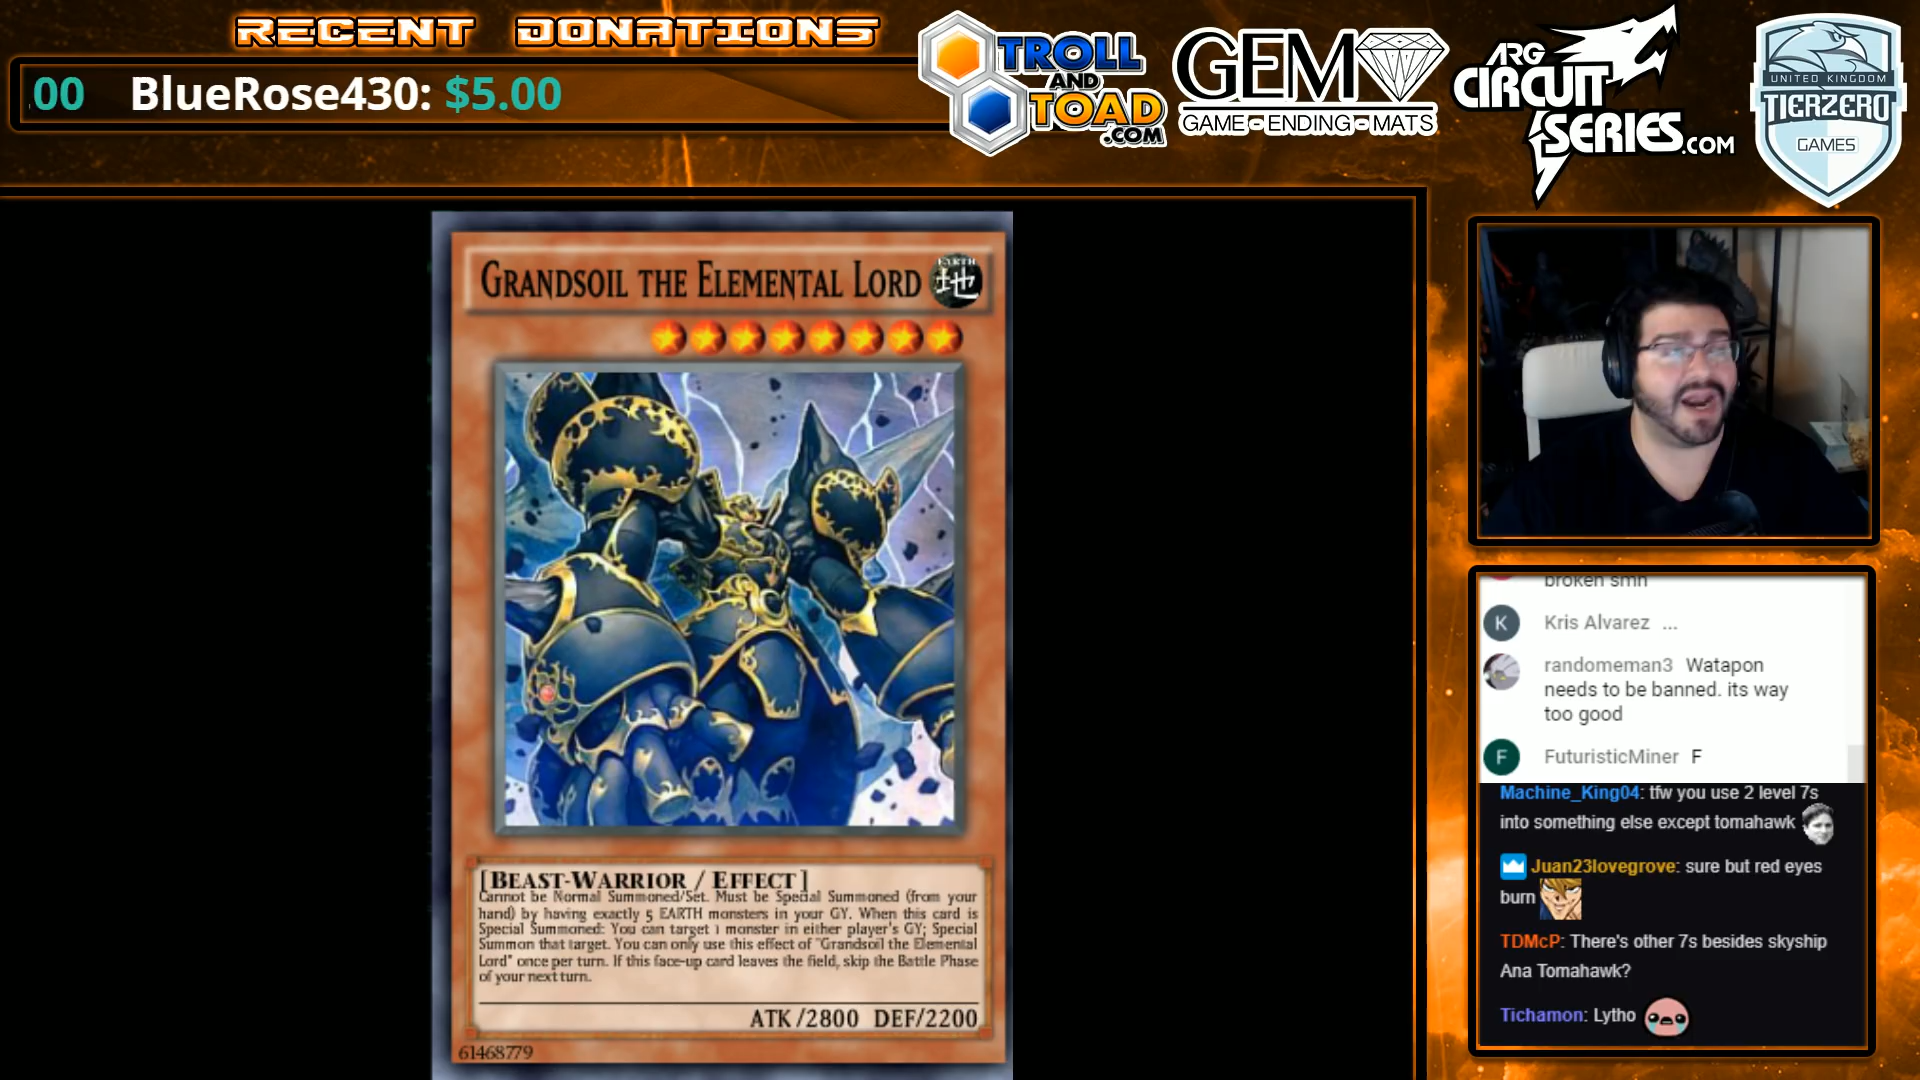 RECENT DONATIONS
.00 BlueRose430: $5.00
TROLL
AND
TOAD
.COM
GEM
GAME - ENDING - MATS
ARG
CIRCUIT
SERIES.COM
UNITED KINGDOM
TIERZERO
GAMES
GRANDSOIL THE ELEMENTAL LORD
EARTH
地
[BEAST-WARRIOR / EFFECT]
Cannot be Normal Summoned/Set. Must be Special Summoned (from your
hand) by having exactly 5 EARTH monsters in your GY. When this card is
Special Summoned: You can target 1 monster in either player's GY; Special
Summon that target. You can only use this effect of "Grandsoil the Elemental
Lord" once per turn. If this face-up card leaves the field, skip the Battle Phase
of your next turn.
ATK/2800 DEF/2200
61468779
broken smh
K Kris Alvarez ...
randomeman3 Watapon
needs to be banned. its way
too good
F FuturisticMiner F
Machine_King04: tfw you use 2 level 7s
into something else except tomahawk
Juan23lovegrove: sure but red eyes
burn
TDMcP: There's other 7s besides skyship
Ana Tomahawk?
Tichamon: Lytho